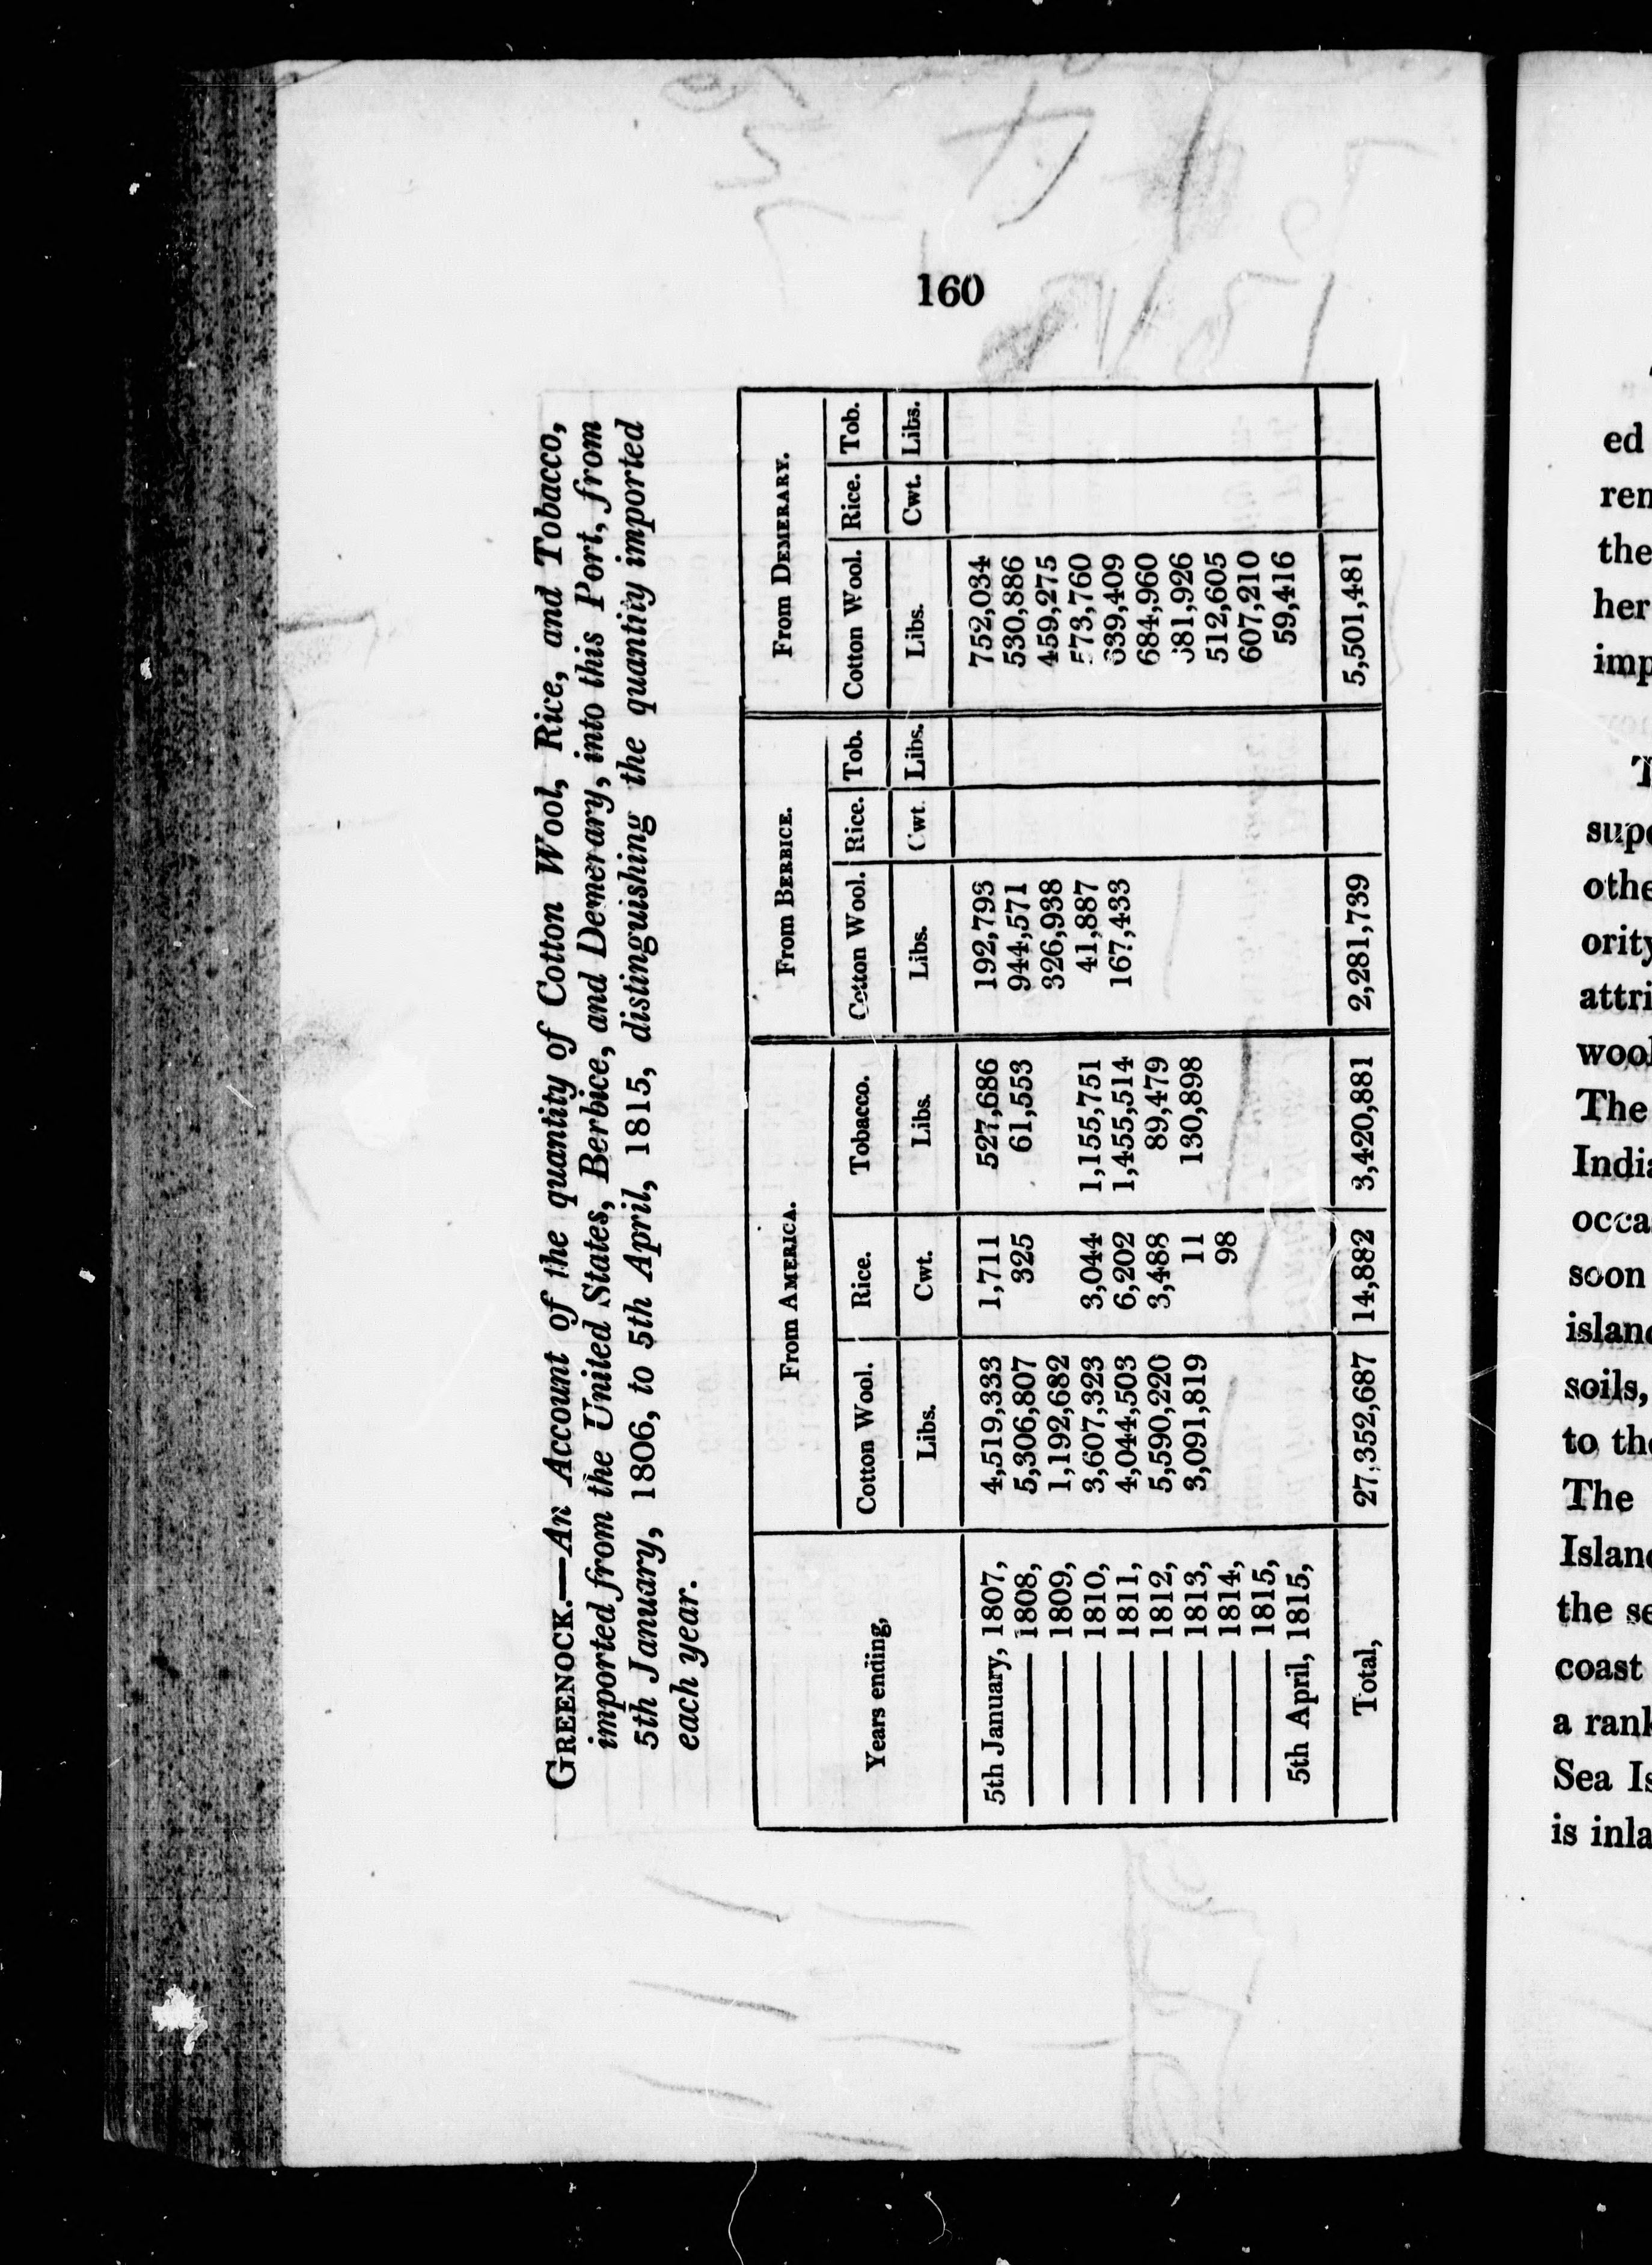 160
GREENOCK.—An Account of the quantity of Cotton Wool, Rice, and Tobacco,
imported from the United States, Berbice, and Demerary, into this Port, from
5th January, 1806, to 5th April, 1815, distinguishing the quantity imported
each year.
Years ending, From AMERICA. From BERBICE. From DEMERARY.
Cotton Wool. Rice. Tobacco. Cotton Wool. Rice. Tob. Cotton Wool. Rice. Tob.
Libs. Cwt. Libs. Libs. Cwt. Libs. Libs. Cwt. Libs.
5th January, 1807, 4,519,333 1,711 527,686 192,793 752,034
—— 1808, 5,306,807 325 61,553 944,571 530,886
—— 1809, 1,192,682 326,938 459,275
—— 1810, 3,607,323 3,044 1,155,751 41,887 573,760
—— 1811, 4,044,503 6,202 1,455,514 167,433
—— 1812, 5,590,220 3,488 89,479 684,960
—— 1813, 3,091,819 11 130,898
—— 1814, 98 512,605
—— 1815, 607,210
5th April, 1815, 59,416
Total, 27,352,687 14,882 3,420,881 2,281,739 5,501,481
ed
ren
the
her
imp
T
supe
othe
ority
attri
wool
The
India
occa
soon
island
soils,
to the
The
Island
the se
coast
a rank
Sea Is
is inla